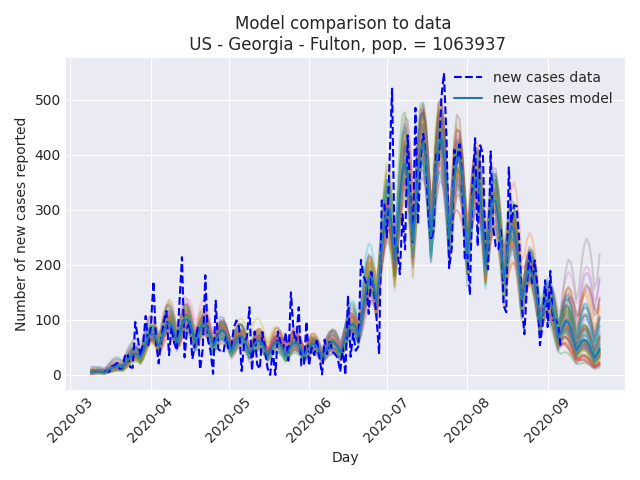 Model comparison to data
US - Georgia - Fulton, pop. = 1063937
new cases data
new cases model
Number of new cases reported
500
400
300
200
100
0
2020-03
2020-04
2020-05
2020-06
2020-07
2020-08
2020-09
Day